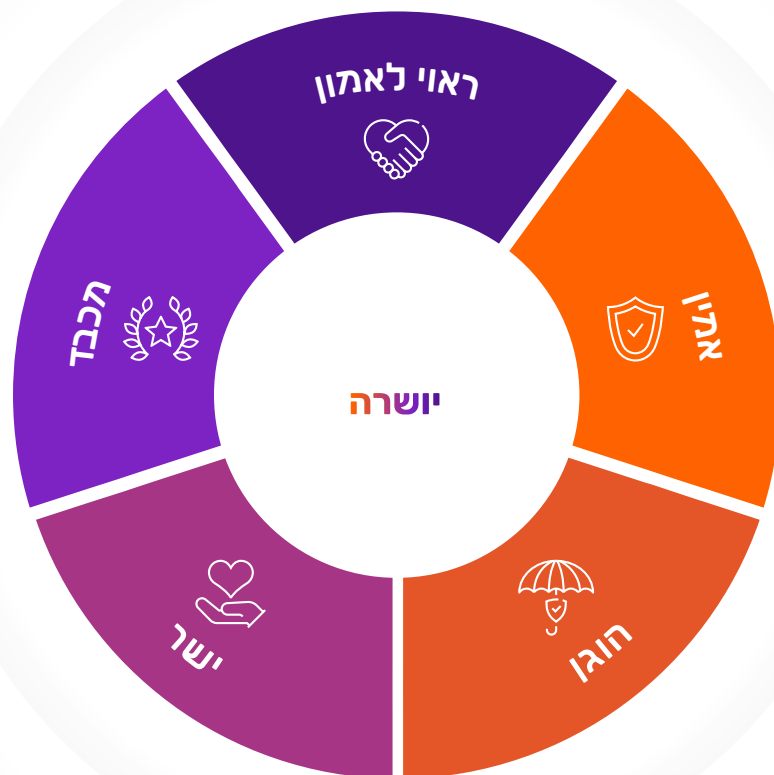 ראוי לאמון
אמין
הוגן
ישר
מכבד
יושרה